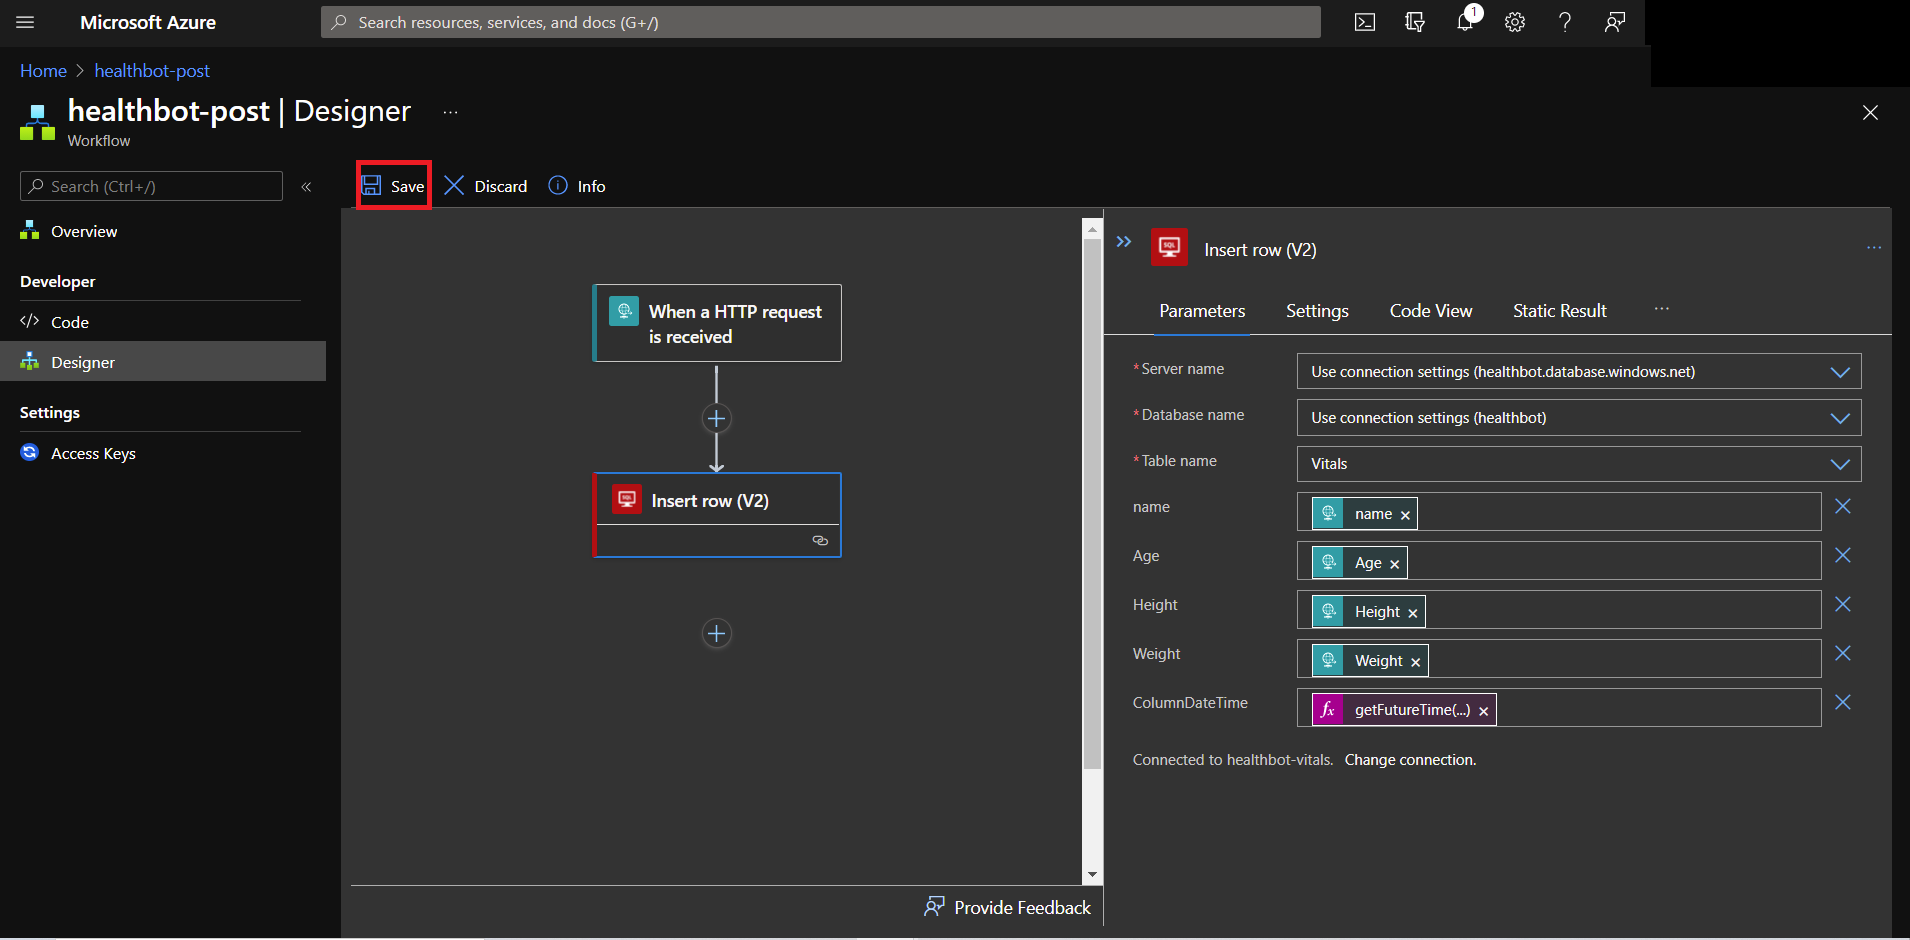 Microsoft Azure
Search resources, services, and docs (G+/)
1
Home > healthbot-post
healthbot-post | Designer ...
Workflow
Search (Ctrl+/)
«
Save
Discard
Info
Overview
Developer
</> Code
Designer
Settings
Access Keys
When a HTTP request
is received
Insert row (V2)
Provide Feedback
SQL
Insert row (V2)
...
Parameters
Settings
Code View
Static Result
...
*Server name
Use connection settings (healthbot.database.windows.net)
*Database name
Use connection settings (healthbot)
*Table name
Vitals
name
name ×
Age
Age ×
Height
Height ×
Weight
Weight ×
ColumnDateTime
fx getFutureTime(...) ×
Connected to healthbot-vitals. Change connection.